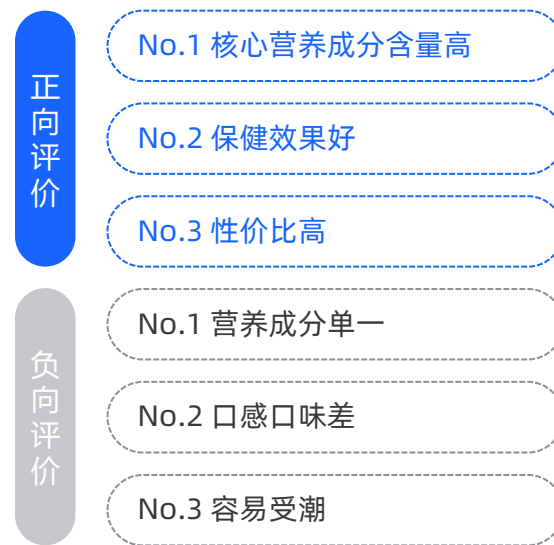 正向评价
No.1 核心营养成分含量高
No.2 保健效果好
No.3 性价比高
负向评价
No.1 营养成分单一
No.2 口感口味差
No.3 容易受潮